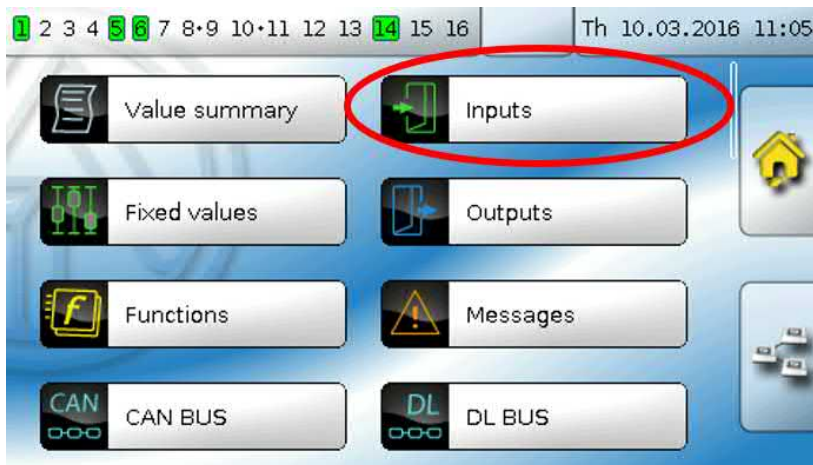 1 2 3 4 5 6 7 8•9 10•11 12 13 14 15 16 Th 10.03.2016 11:05
Value summary Inputs
Fixed values Outputs
f Functions Messages
CAN CAN BUS DL DL BUS